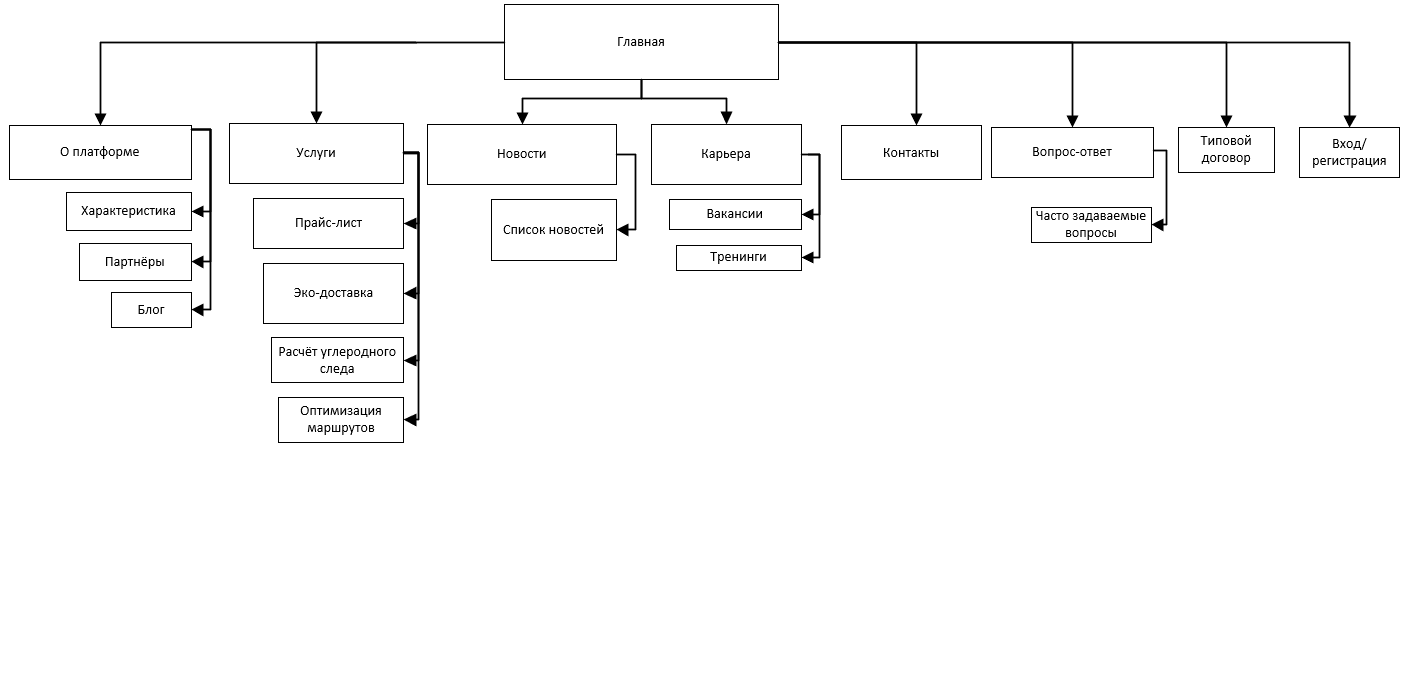 Главная
О платформе
Услуги
Новости
Карьера
Контакты
Вопрос-ответ
Типовой
договор
Вход/
регистрация
Характеристика
Партнёры
Блог
Прайс-лист
Эко-доставка
Расчёт углеродного
следа
Оптимизация
маршрутов
Список новостей
Вакансии
Тренинги
Часто задаваемые
вопросы